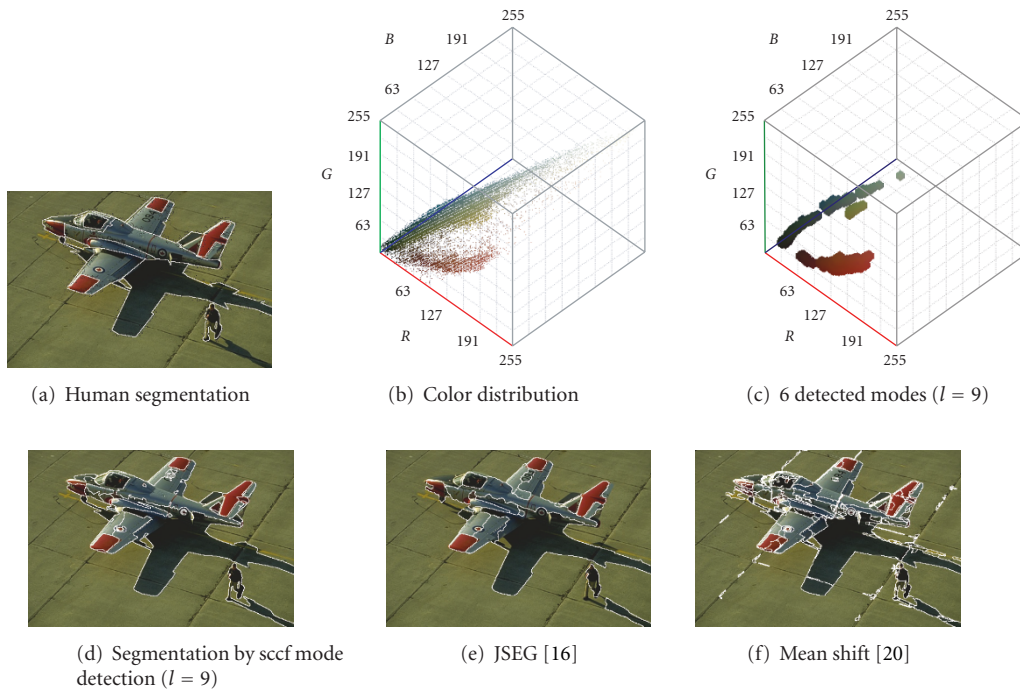 255
B
191
127
63
255
191
G
127
63
63
127
R
191
255
255
B
191
127
63
255
191
G
127
63
63
127
R
191
255
(a) Human segmentation
(b) Color distribution
(c) 6 detected modes (l = 9)
(d) Segmentation by sccf mode
detection (l = 9)
(e) JSEG [16]
(f) Mean shift [20]